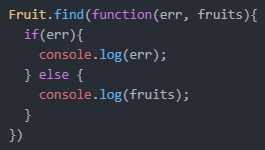 Fruit.find(function(err, fruits){
  if(err){
    console.log(err);
  } else {
    console.log(fruits);
  }
})